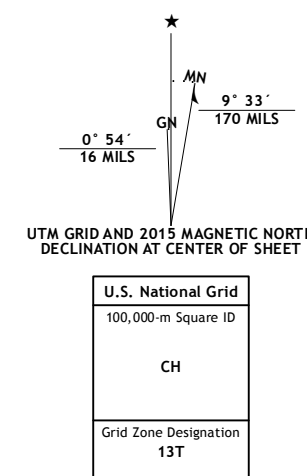 ★
MN
GN
9° 33´
170 MILS
0° 54´
16 MILS
UTM GRID AND 2015 MAGNETIC NORTH
DECLINATION AT CENTER OF SHEET
U.S. National Grid
100,000-m Square ID
CH
Grid Zone Designation
13T